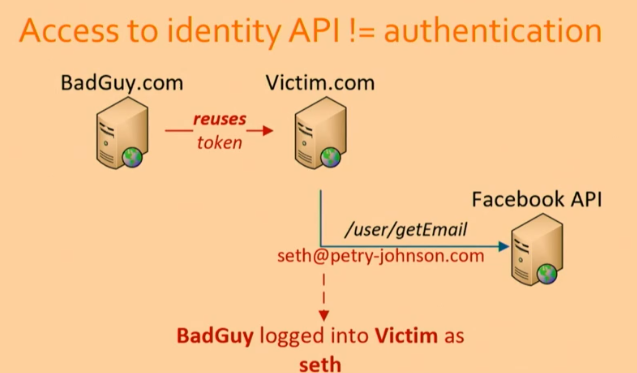 Access to identity API != authentication
BadGuy.com
Victim.com
reuses
token
Facebook API
/user/getEmail
seth@petry-johnson.com
BadGuy logged into Victim as
seth